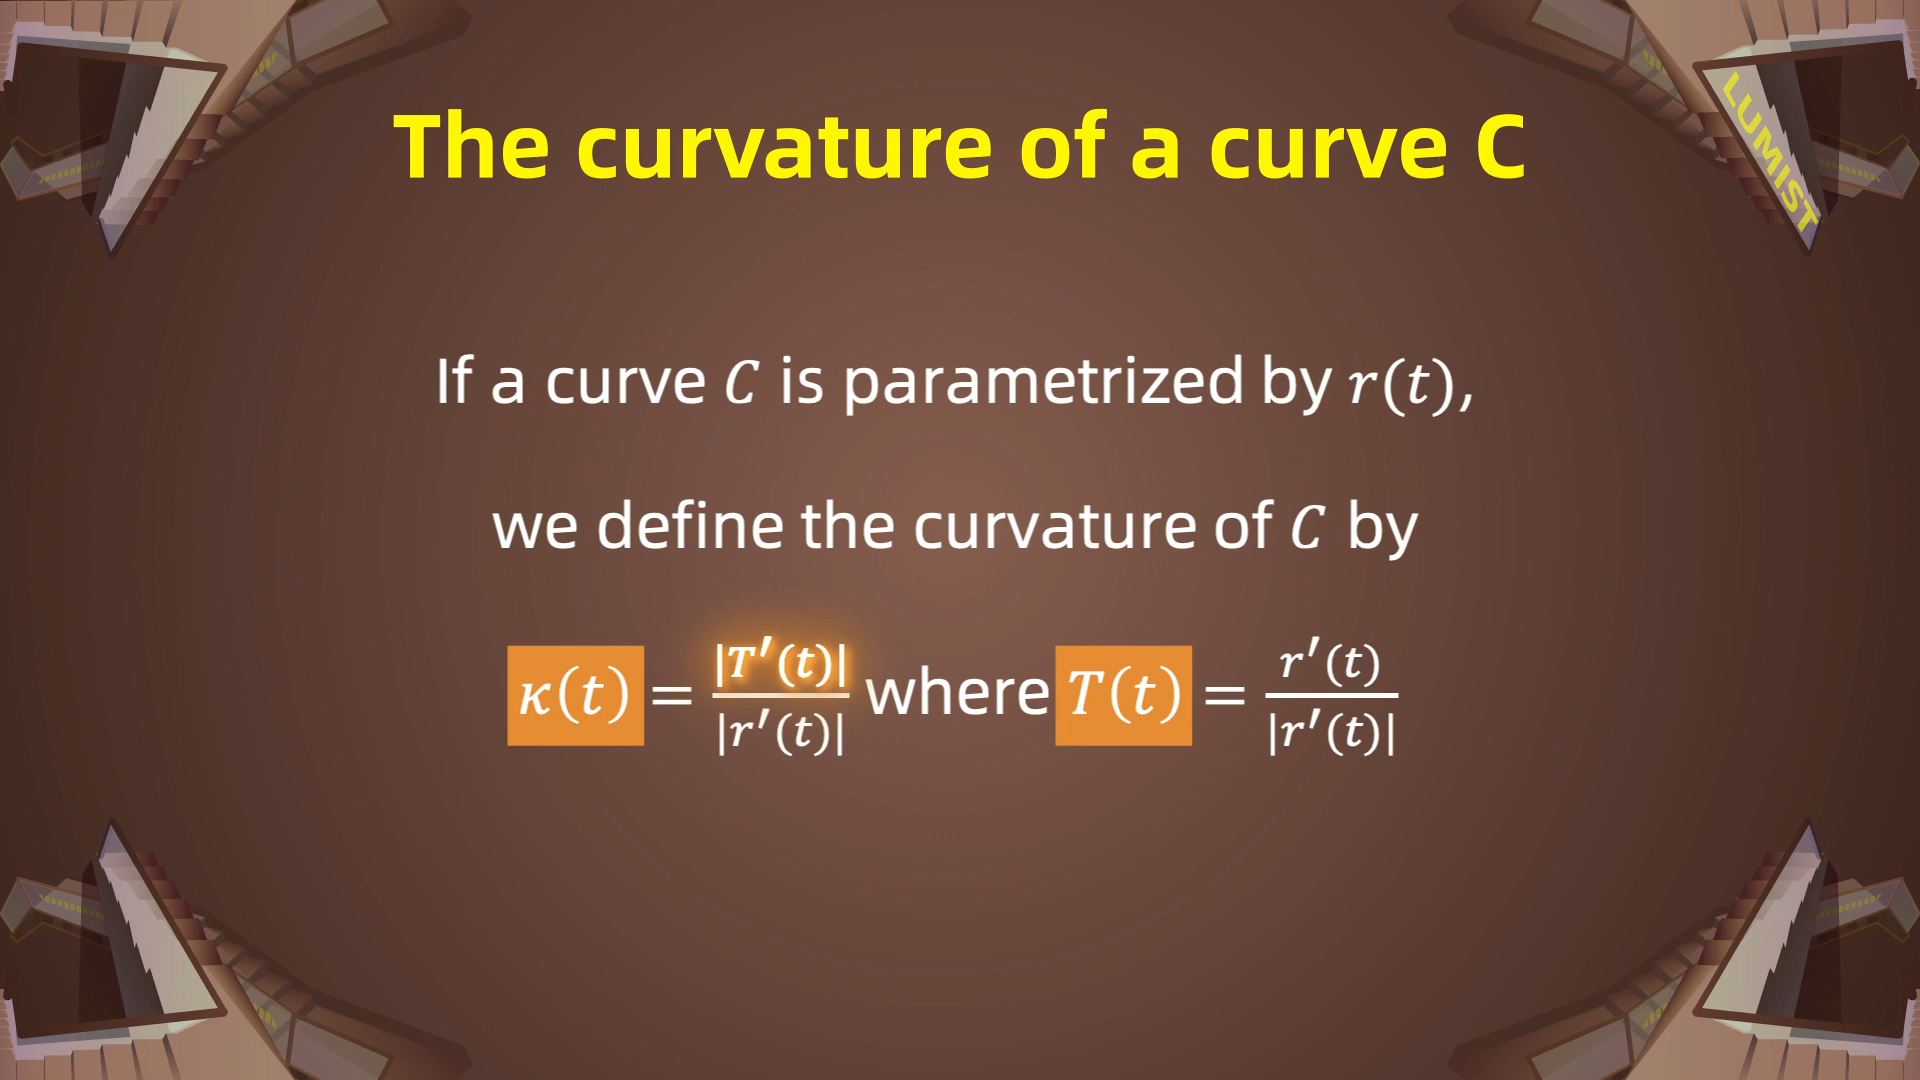 The curvature of a curve C
LUMIST
If a curve C is parametrized by r(t),
we define the curvature of C by
κ(t) = |T′(t)| / |r′(t)| where T(t) = r′(t) / |r′(t)|